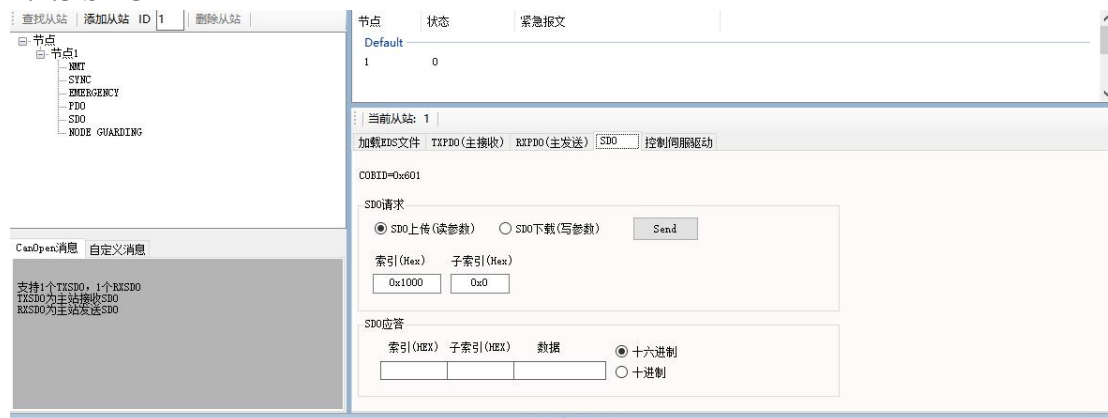 查找从站 添加从站 ID 1 删除从站
节点
节点1
NMT
SYNC
EMERGENCY
PDO
SDO
NODE GUARDING
CanOpen消息 自定义消息
支持1个TXSDO，1个RXSDO
TXSDO为主站接收SDO
RXSDO为主站发送SDO
节点 状态 紧急报文
Default
1 0
当前从站: 1
加载EDS文件 TXPDO(主接收) RXPDO(主发送) SDO 控制伺服驱动
COBID=0x601
SDO请求
SDO上传(读参数) SDO下载(写参数) Send
索引(Hex) 子索引(Hex)
0x1000 0x0
SDO应答
索引(HEX) 子索引(HEX) 数据 十六进制
十进制